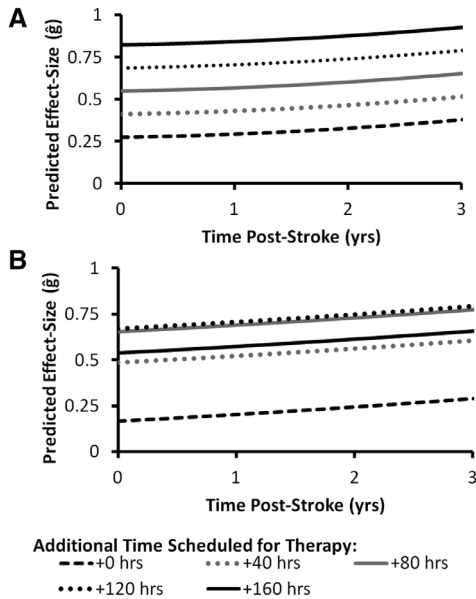 A
Predicted Effect-Size (ĝ)
1
0.75
0.5
0.25
0
0 1 2 3
Time Post-Stroke (yrs)
B
Predicted Effect-Size (ĝ)
1
0.75
0.5
0.25
0
0 1 2 3
Time Post-Stroke (yrs)
Additional Time Scheduled for Therapy:
+0 hrs +40 hrs +80 hrs
+120 hrs +160 hrs